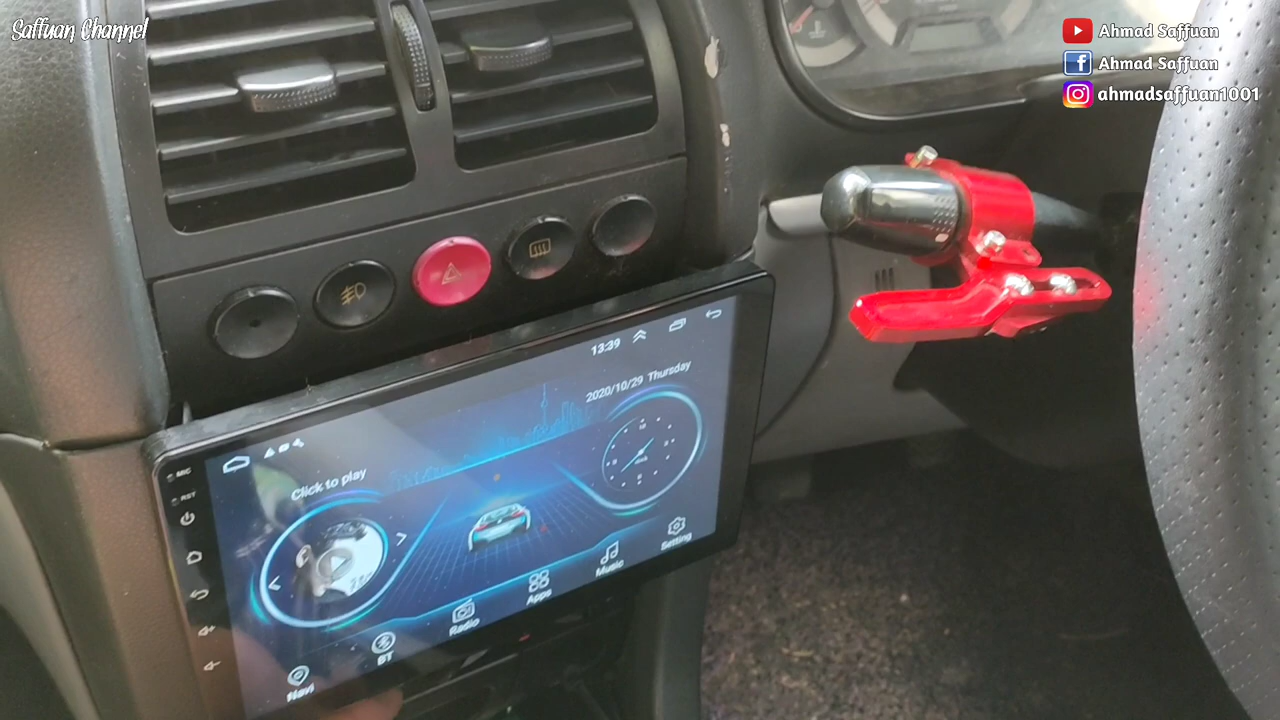 Saffuan Channel
Ahmad Saffuan
Ahmad Saffuan
ahmadsaffuan1001
13:39
2020/10/29 Thursday
Click to play
MIC
RST
Setting
Music
Apps
Radio
BT
Navi